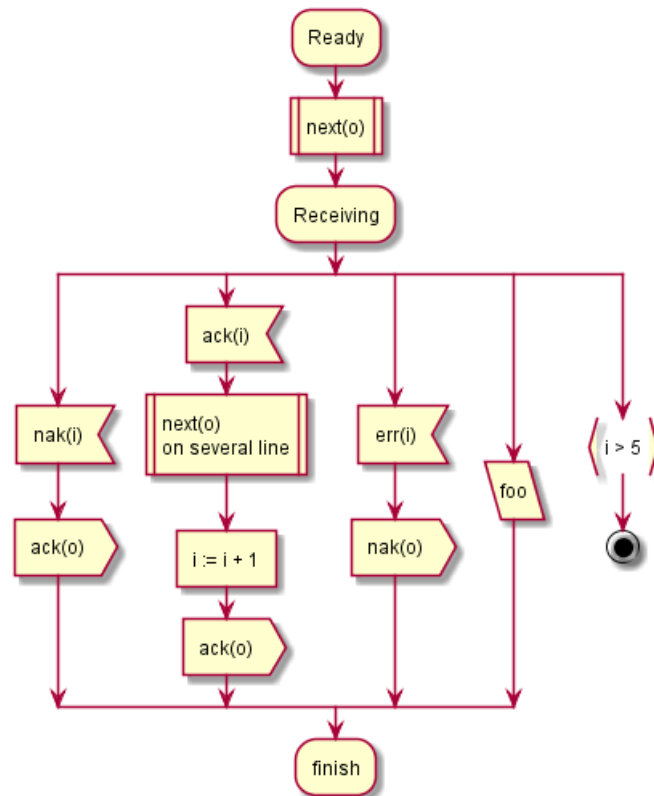 Ready
next(o)
Receiving
nak(i)
ack(o)
ack(i)
next(o)
on several line
i := i + 1
ack(o)
err(i)
nak(o)
foo
i > 5
finish